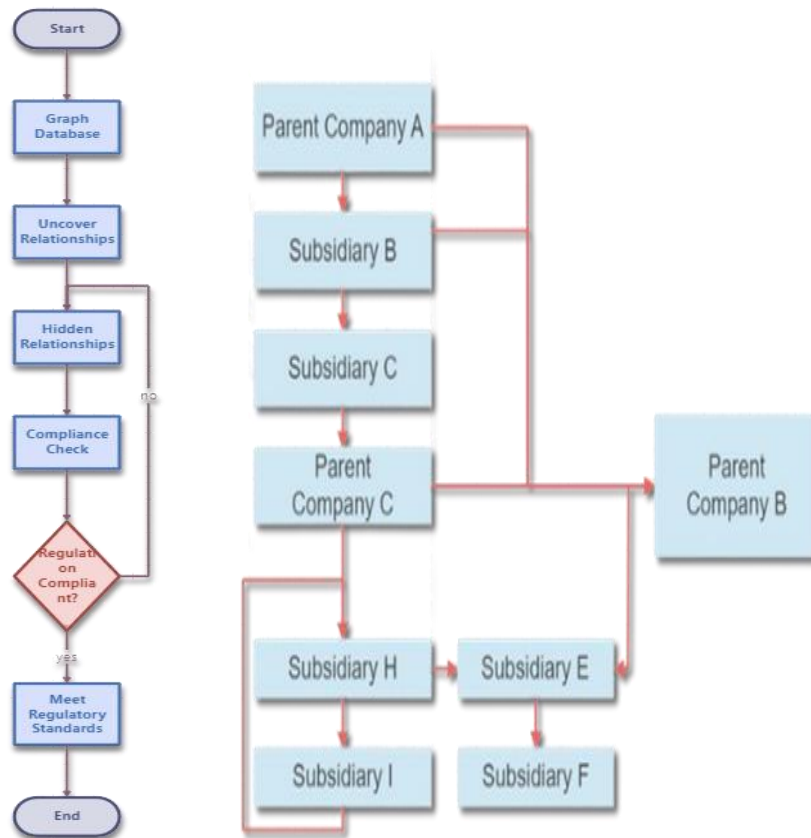 Start
Graph
Database
Uncover
Relationships
Hidden
Relationships
no
Compliance
Check
Regulati
on
Complia
nt?
yes
Meet
Regulatory
Standards
End
Parent Company A
Subsidiary B
Subsidiary C
Parent
Company C
Parent
Company B
Subsidiary H
Subsidiary E
Subsidiary I
Subsidiary F